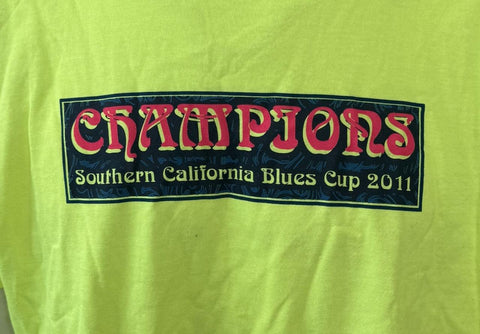 CHAMPIONS
Southern California Blues Cup 2011